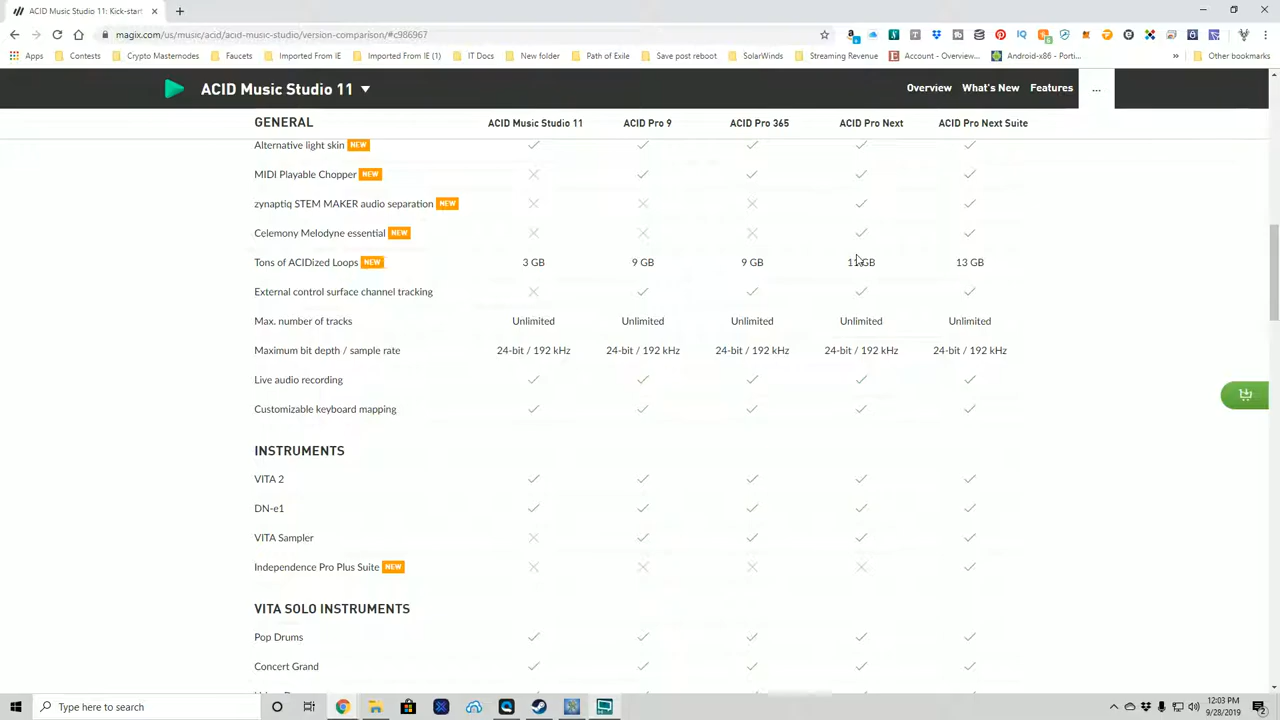 ACID Music Studio 11: Kick-start
magix.com/us/music/acid/acid-music-studio/version-comparison/#c986967
Apps Contests Crypto Masternodes Faucets Imported From IE Imported From IE (1) IT Docs New folder Path of Exile Save post reboot SolarWinds Streaming Revenue Account - Overview... Android-x86 - Porti... » Other bookmarks
ACID Music Studio 11 Overview What's New Features ...
GENERAL ACID Music Studio 11 ACID Pro 9 ACID Pro 365 ACID Pro Next ACID Pro Next Suite
Alternative light skin NEW
MIDI Playable Chopper NEW
zynaptiq STEM MAKER audio separation NEW
Celemony Melodyne essential NEW
Tons of ACIDized Loops NEW 3 GB 9 GB 9 GB GB 13 GB
External control surface channel tracking
Max. number of tracks Unlimited Unlimited Unlimited Unlimited Unlimited
Maximum bit depth / sample rate 24-bit / 192 kHz 24-bit / 192 kHz 24-bit / 192 kHz 24-bit / 192 kHz 24-bit / 192 kHz
Live audio recording
Customizable keyboard mapping
INSTRUMENTS
VITA 2
DN-e1
VITA Sampler
Independence Pro Plus Suite NEW
VITA SOLO INSTRUMENTS
Pop Drums
Concert Grand
Type here to search
12:03 PM
9/28/2019